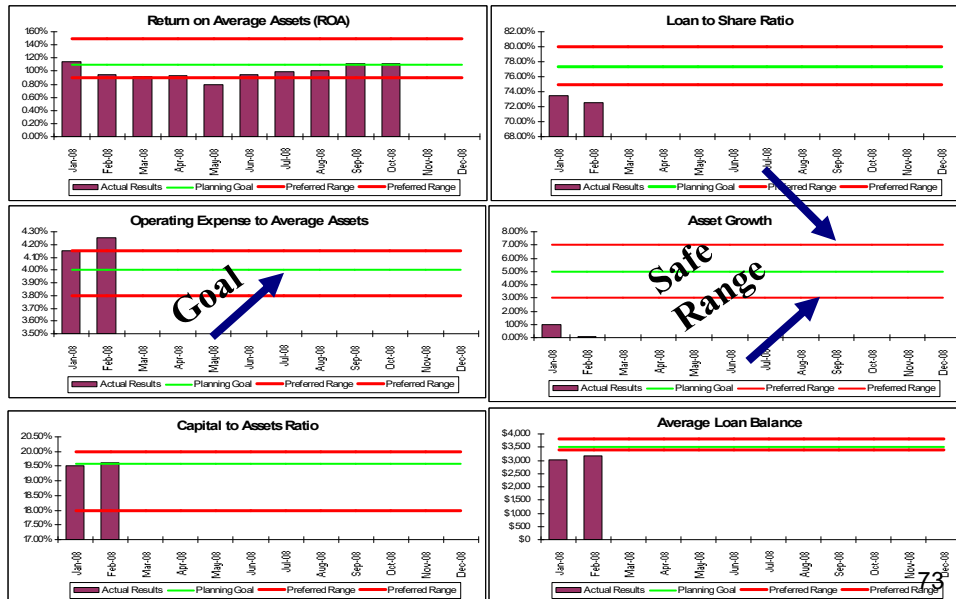 Return on Average Assets (ROA)
160%
140%
120%
100%
0.80%
0.60%
0.40%
0.20%
0.00%
Jan-08
Feb-08
Mar-08
Apr-08
May-08
Jun-08
Jul-08
Aug-08
Sep-08
Oct-08
Nov-08
Dec-08
Actual Results
Planning Goal
Preferred Range
Preferred Range
Loan to Share Ratio
82.00%
80.00%
78.00%
76.00%
74.00%
72.00%
70.00%
68.00%
Jan-08
Feb-08
Mar-08
Apr-08
May-08
Jun-08
Jul-08
Aug-08
Sep-08
Oct-08
Nov-08
Dec-08
Actual Results
Planning Goal
Preferred Range
Preferred Range
Operating Expense to Average Assets
4.30%
4.20%
4.10%
4.00%
3.90%
3.80%
3.70%
3.60%
3.50%
Goal
Jan-08
Feb-08
Mar-08
Apr-08
May-08
Jun-08
Jul-08
Aug-08
Sep-08
Oct-08
Nov-08
Dec-08
Actual Results
Planning Goal
Preferred Range
Preferred Range
Asset Growth
8.00%
7.00%
6.00%
5.00%
4.00%
3.00%
2.00%
100%
0.00%
Safe
Range
Jan-08
Feb-08
Mar-08
Apr-08
May-08
Jun-08
Jul-08
Aug-08
Sep-08
Oct-08
Nov-08
Dec-08
Actual Results
Planning Goal
Preferred Range
Preferred Range
Capital to Assets Ratio
20.50%
20.00%
19.50%
19.00%
18.50%
18.00%
17.50%
17.00%
Jan-08
Feb-08
Mar-08
Apr-08
May-08
Jun-08
Jul-08
Aug-08
Sep-08
Oct-08
Nov-08
Dec-08
Actual Results
Planning Goal
Preferred Range
Preferred Range
Average Loan Balance
$4,000
$3,500
$3,000
$2,500
$2,000
$1,500
$1,000
$500
$0
Jan-08
Feb-08
Mar-08
Apr-08
May-08
Jun-08
Jul-08
Aug-08
Sep-08
Oct-08
Nov-08
Dec-08
Actual Results
Planning Goal
Preferred Range
Preferred Range
73